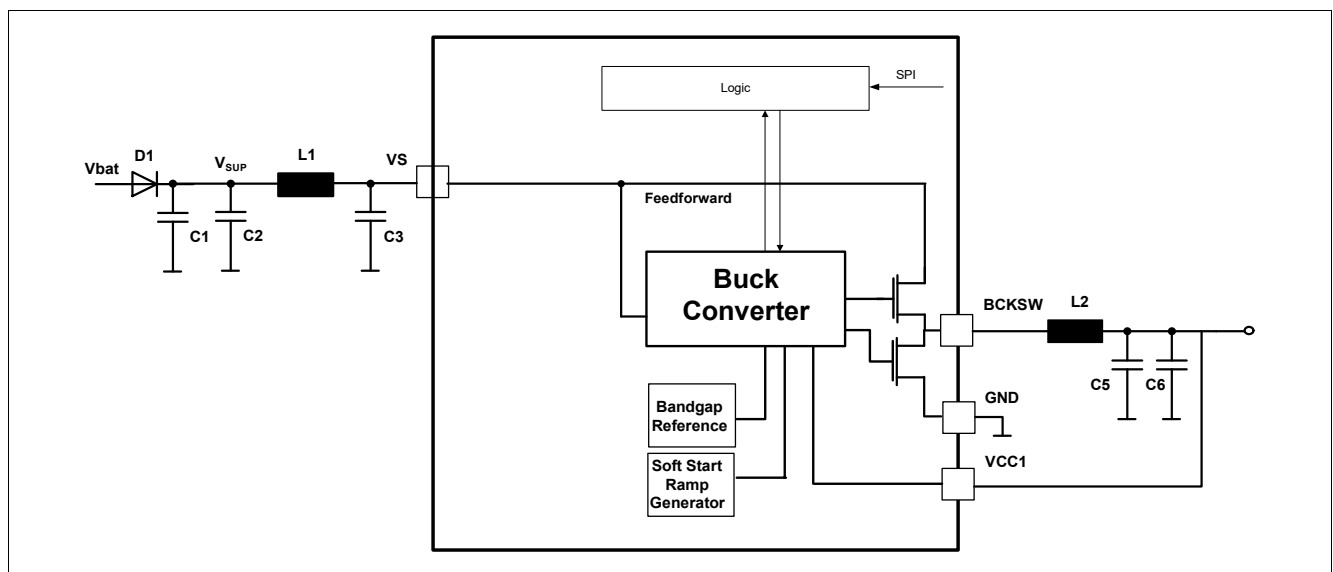 Logic
SPI
Vbat
D1
VSUP
L1
VS
C1
C2
C3
Feedforward
Buck
Converter
BCKSW
L2
C5
C6
GND
Bandgap
Reference
VCC1
Soft Start
Ramp
Generator